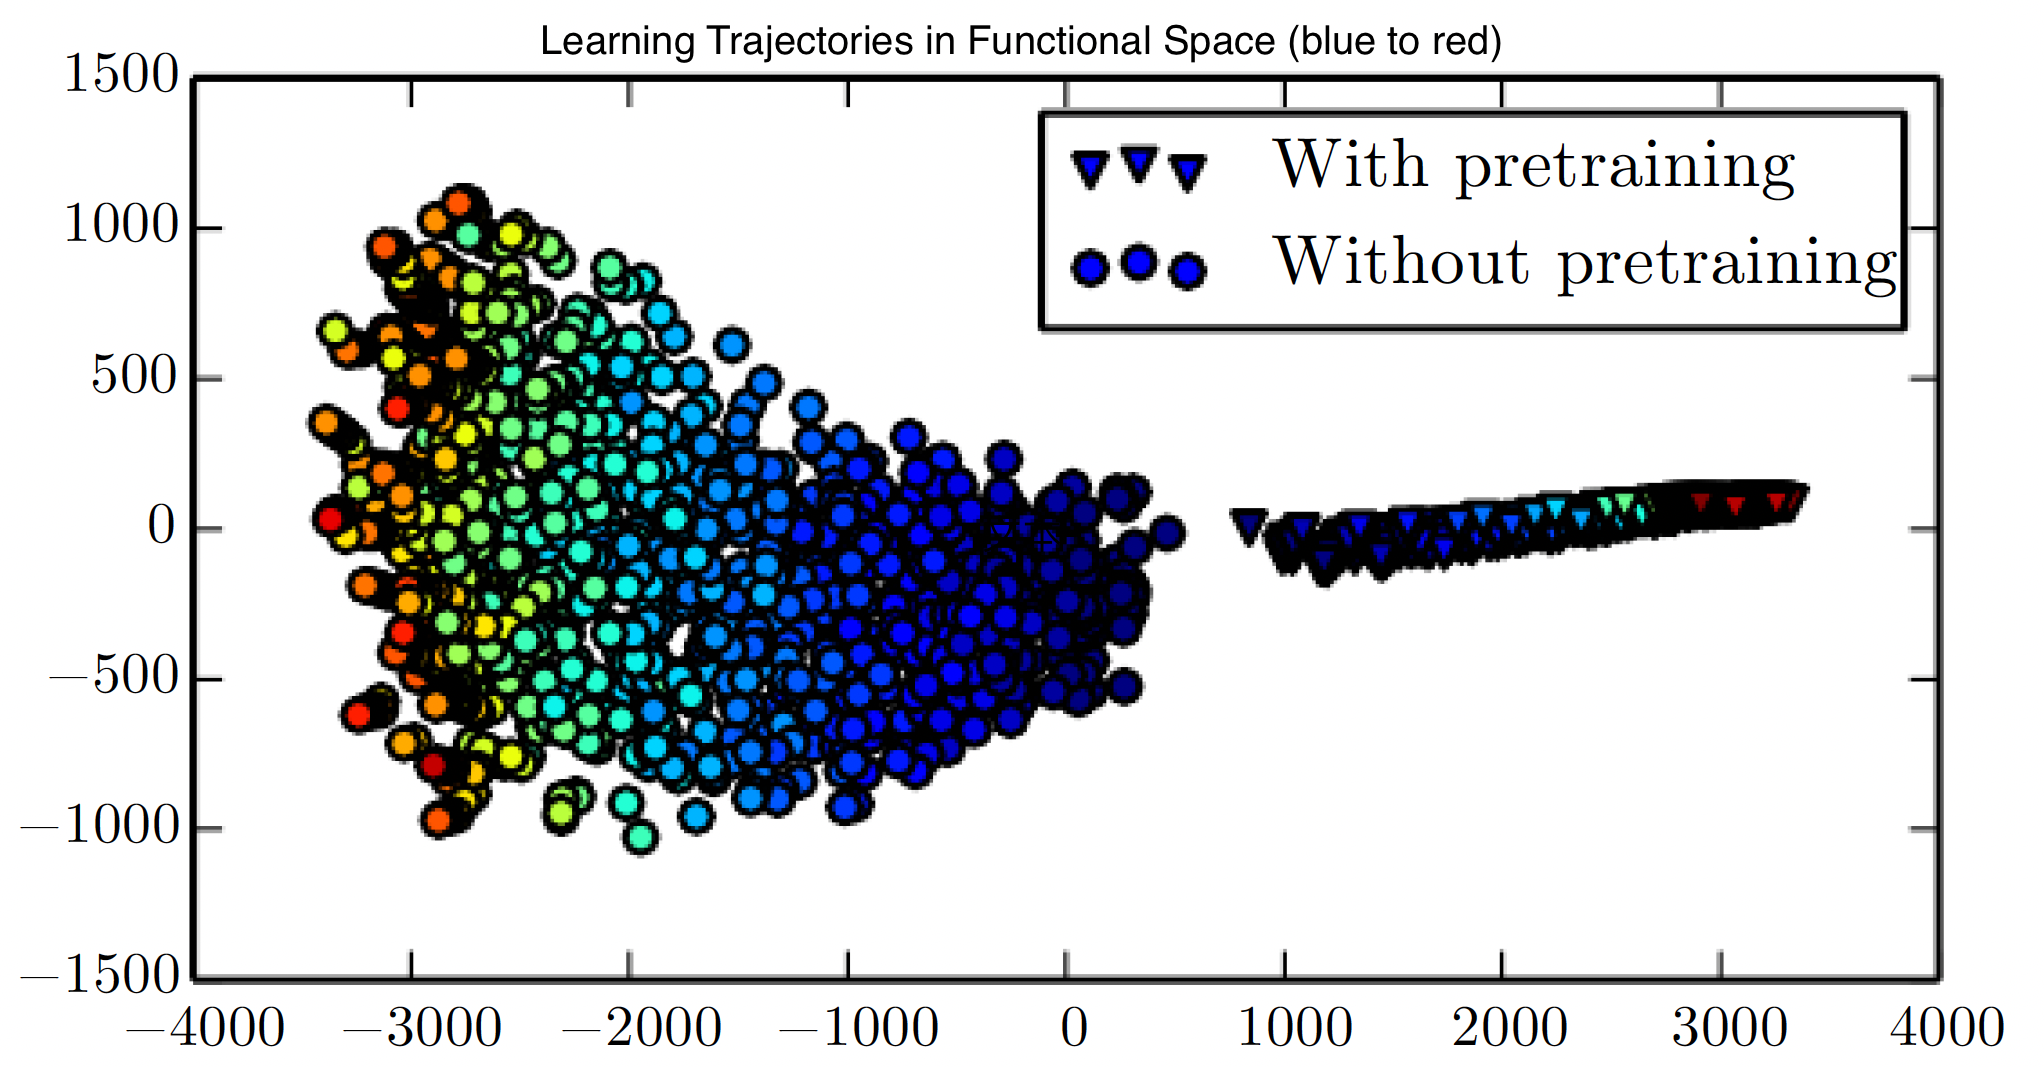 Learning Trajectories in Functional Space (blue to red)
1500
1000
500
0
−500
−1000
−1500
With pretraining
Without pretraining
−4000 −3000 −2000 −1000 0 1000 2000 3000 4000